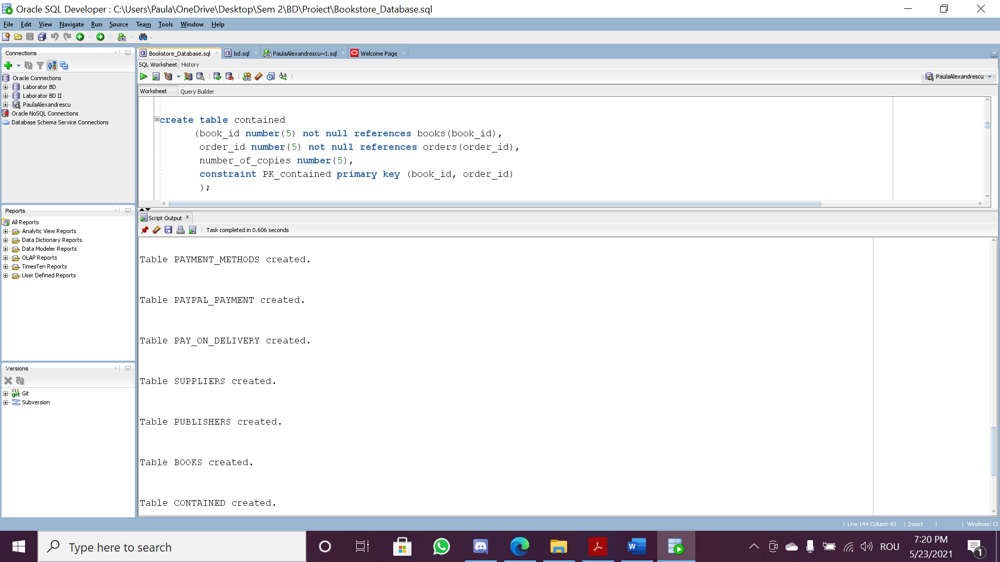 Oracle SQL Developer : C:\Users\Paula\OneDrive\Desktop\Sem 2\BD\Proiect\Bookstore_Database.sql
File Edit View Navigate Run Source Team Tools Window Help
Connections
Oracle Connections
Laborator BD
Laborator BD II
PaulaAlexandrescu
Oracle NoSQL Connections
Database Schema Service Connections
Reports
All Reports
Analytic View Reports
Data Dictionary Reports
Data Modeler Reports
OLAP Reports
TimesTen Reports
User Defined Reports
Versions
Git
Subversion
Bookstore_Database.sql bd.sql PaulaAlexandrescu~1.sql Welcome Page
SQL Worksheet History
PaulaAlexandrescu
Worksheet Query Builder
create table contained
(book_id number(5) not null references books(book_id),
order_id number(5) not null references orders(order_id),
number_of_copies number(5),
constraint PK_contained primary key (book_id, order_id)
);
Script Output
Task completed in 0.606 seconds
Table PAYMENT_METHODS created.
Table PAYPAL_PAYMENT created.
Table PAY_ON_DELIVERY created.
Table SUPPLIERS created.
Table PUBLISHERS created.
Table BOOKS created.
Table CONTAINED created.
Line 144 Column 40 Insert Windows: Cl
Type here to search
ROU
7:20 PM
5/23/2021
1